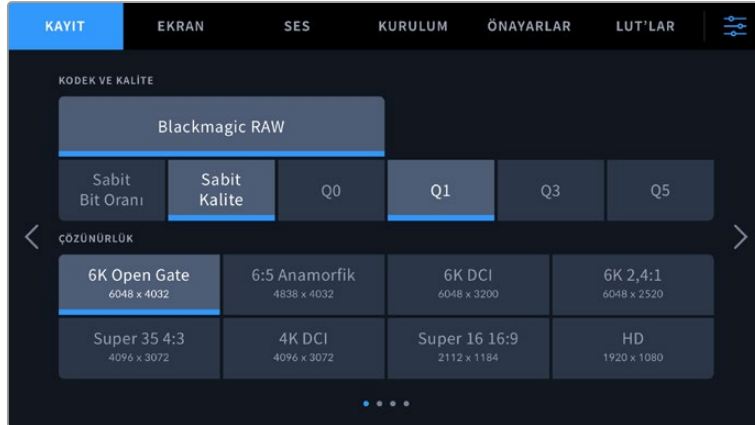 KAYIT EKRAN SES KURULUM ÖNAYARLAR LUT’LAR
KODEK VE KALİTE
Blackmagic RAW
Sabit Bit Oranı
Sabit Kalite
Q0
Q1
Q3
Q5
ÇÖZÜNÜRLÜK
6K Open Gate
6048 x 4032
6:5 Anamorfik
4838 x 4032
6K DCI
6048 x 3200
6K 2,4:1
6048 x 2520
Super 35 4:3
4096 x 3072
4K DCI
4096 x 3072
Super 16 16:9
2112 x 1184
HD
1920 x 1080